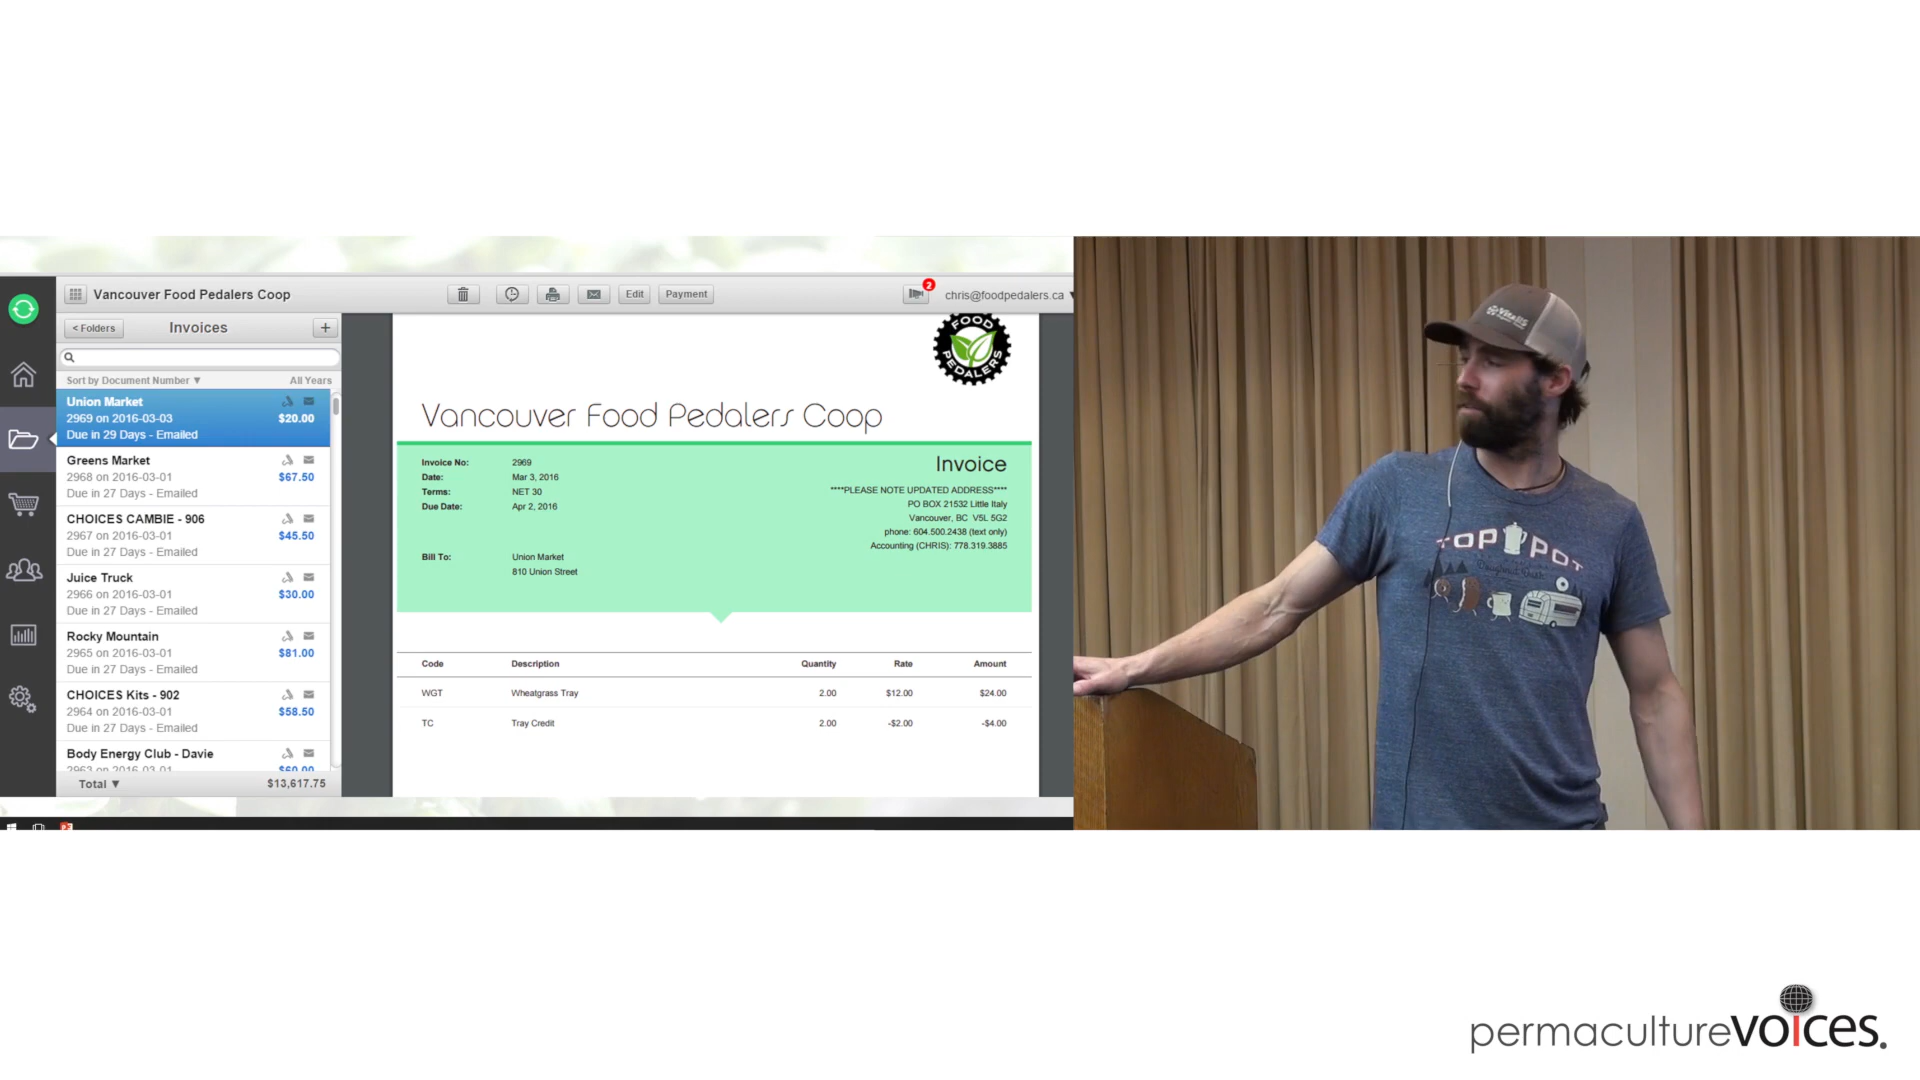 Vancouver Food Pedalers Coop
Edit
Payment
2
chris@foodpedalers.ca ▼
< Folders
Invoices
+
Sort by Document Number ▼
All Years
Union Market
2969 on 2016-03-03
$20.00
Due in 29 Days - Emailed
Greens Market
2968 on 2016-03-01
$67.50
Due in 27 Days - Emailed
CHOICES CAMBIE - 906
2967 on 2016-03-01
$45.50
Due in 27 Days - Emailed
Juice Truck
2966 on 2016-03-01
$30.00
Due in 27 Days - Emailed
Rocky Mountain
2965 on 2016-03-01
$81.00
Due in 27 Days - Emailed
CHOICES Kits - 902
2964 on 2016-03-01
$58.50
Due in 27 Days - Emailed
Body Energy Club - Davie
2963 on 2016-03-01
$60.00
Total ▼
$13,617.75
FOOD
PEDALERS
Vancouver Food Pedalers Coop
Invoice No:
2969
Date:
Mar 3, 2016
Terms:
NET 30
Due Date:
Apr 2, 2016
Bill To:
Union Market
810 Union Street
Invoice
****PLEASE NOTE UPDATED ADDRESS****
PO BOX 21532 Little Italy
Vancouver, BC V5L 5G2
phone: 604.500.2438 (text only)
Accounting (CHRIS): 778.319.3885
Code Description Quantity Rate Amount
WGT Wheatgrass Tray 2.00 $12.00 $24.00
TC Tray Credit 2.00 -$2.00 -$4.00
TOP POT
permaculturevoices.